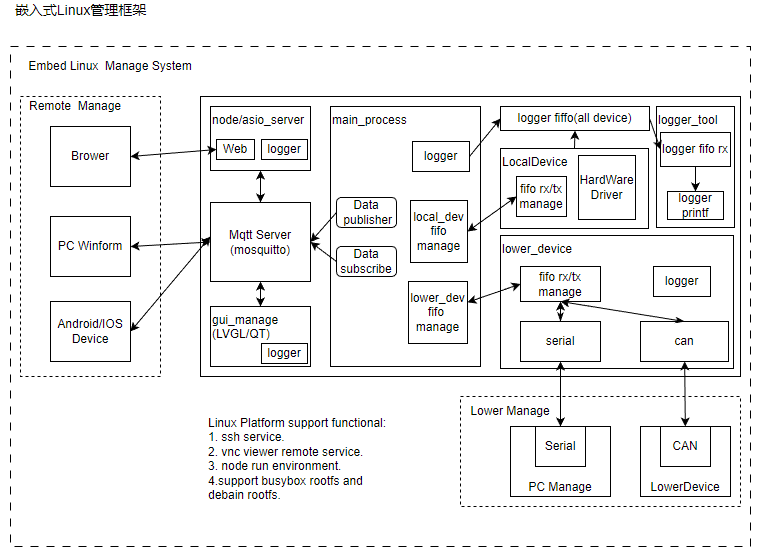 嵌入式Linux管理框架
Embed Linux Manage System
Remote Manage
Brower
PC Winform
Android/IOS
Device
node/asio_server
Web
logger
Mqtt Server
(mosquitto)
gui_manage
(LVGL/QT)
logger
main_process
logger
Data
publisher
Data
subscribe
local_dev
fifo
manage
lower_dev
fifo
manage
logger fiffo(all device)
LocalDevice
fifo rx/tx
manage
HardWare
Driver
logger_tool
logger fifo rx
logger
printf
lower_device
fifo rx/tx
manage
logger
serial
can
Lower Manage
Serial
PC Manage
CAN
LowerDevice
Linux Platform support functional:
1. ssh service.
2. vnc viewer remote service.
3. node run environment.
4.support busybox rootfs and
debain rootfs.